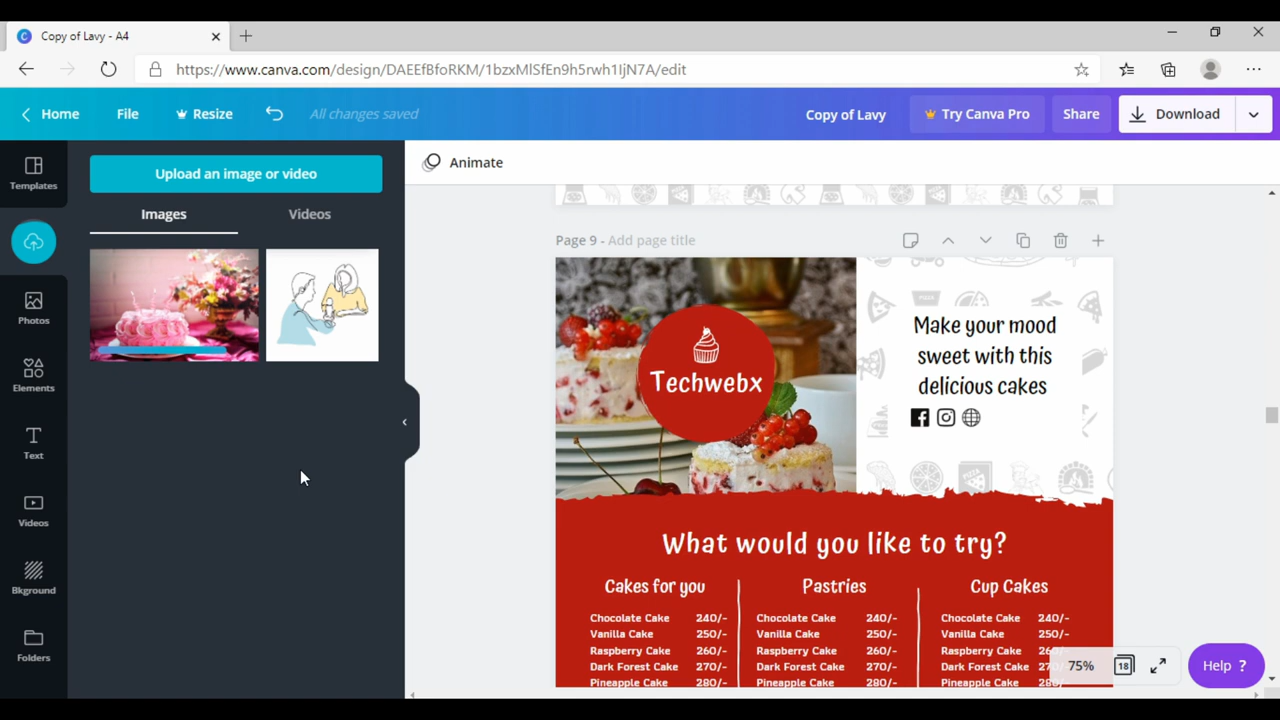 Copy of Lavy - A4
https://www.canva.com/design/DAEEfBfoRKM/1bzxMlSfEn9h5rwh1ljN7A/edit
Home File Resize All changes saved Copy of Lavy Try Canva Pro Share Download
Templates
Photos
Elements
Text
Videos
Bkground
Folders
Upload an image or video
Images Videos
Animate
Page 9 - Add page title
Techwebx
Make your mood
sweet with this
delicious cakes
PIZZA
PIZZA
What would you like to try?
Cakes for you Pastries Cup Cakes
Chocolate Cake 240/- Chocolate Cake 240/- Chocolate Cake 240/-
Vanilla Cake 250/- Vanilla Cake 250/- Vanilla Cake 250/-
Raspberry Cake 260/- Raspberry Cake 260/- Raspberry Cake
Dark Forest Cake 270/- Dark Forest Cake 270/- Dark Forest Cake
Pineapple Cake 280/- Pineapple Cake 280/- Pineapple Cake
75% 18 Help ?